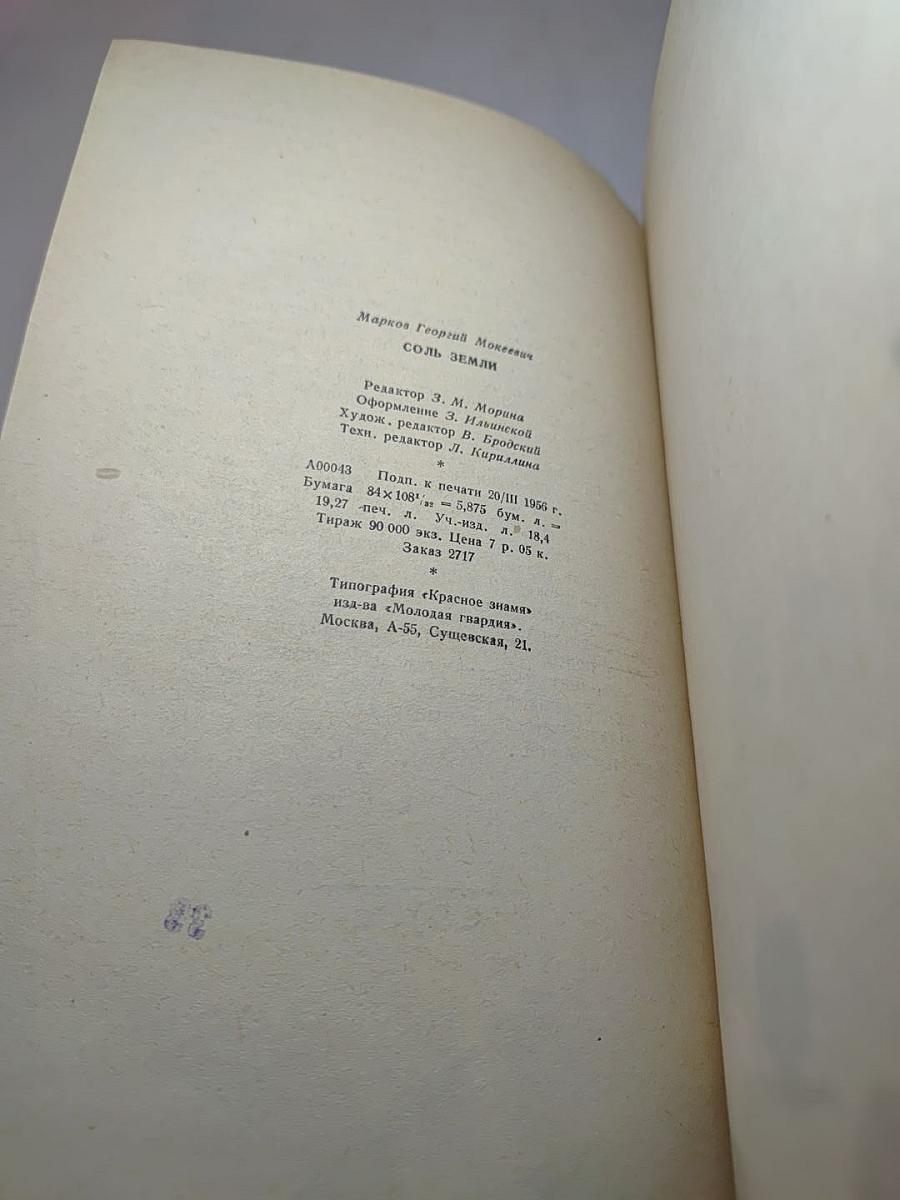 Марков Георгий Мокеевич
СОЛЬ ЗЕМЛИ
Редактор З. М. Морина
Оформление З. Ильинской
Худож. редактор В. Бродский
Техн. редактор Л. Кириллина
*
А00043 Подп. к печати 20/III 1956 г.
Бумага 84×108¹/₃₂ = 5,875 бум. л. =
19,27 печ. л. Уч.-изд. л. 18,4
Тираж 90 000 экз. Цена 7 р. 05 к.
Заказ 2717
*
Типография «Красное знамя»
изд-ва «Молодая гвардия».
Москва, А-55, Сущевская, 21.